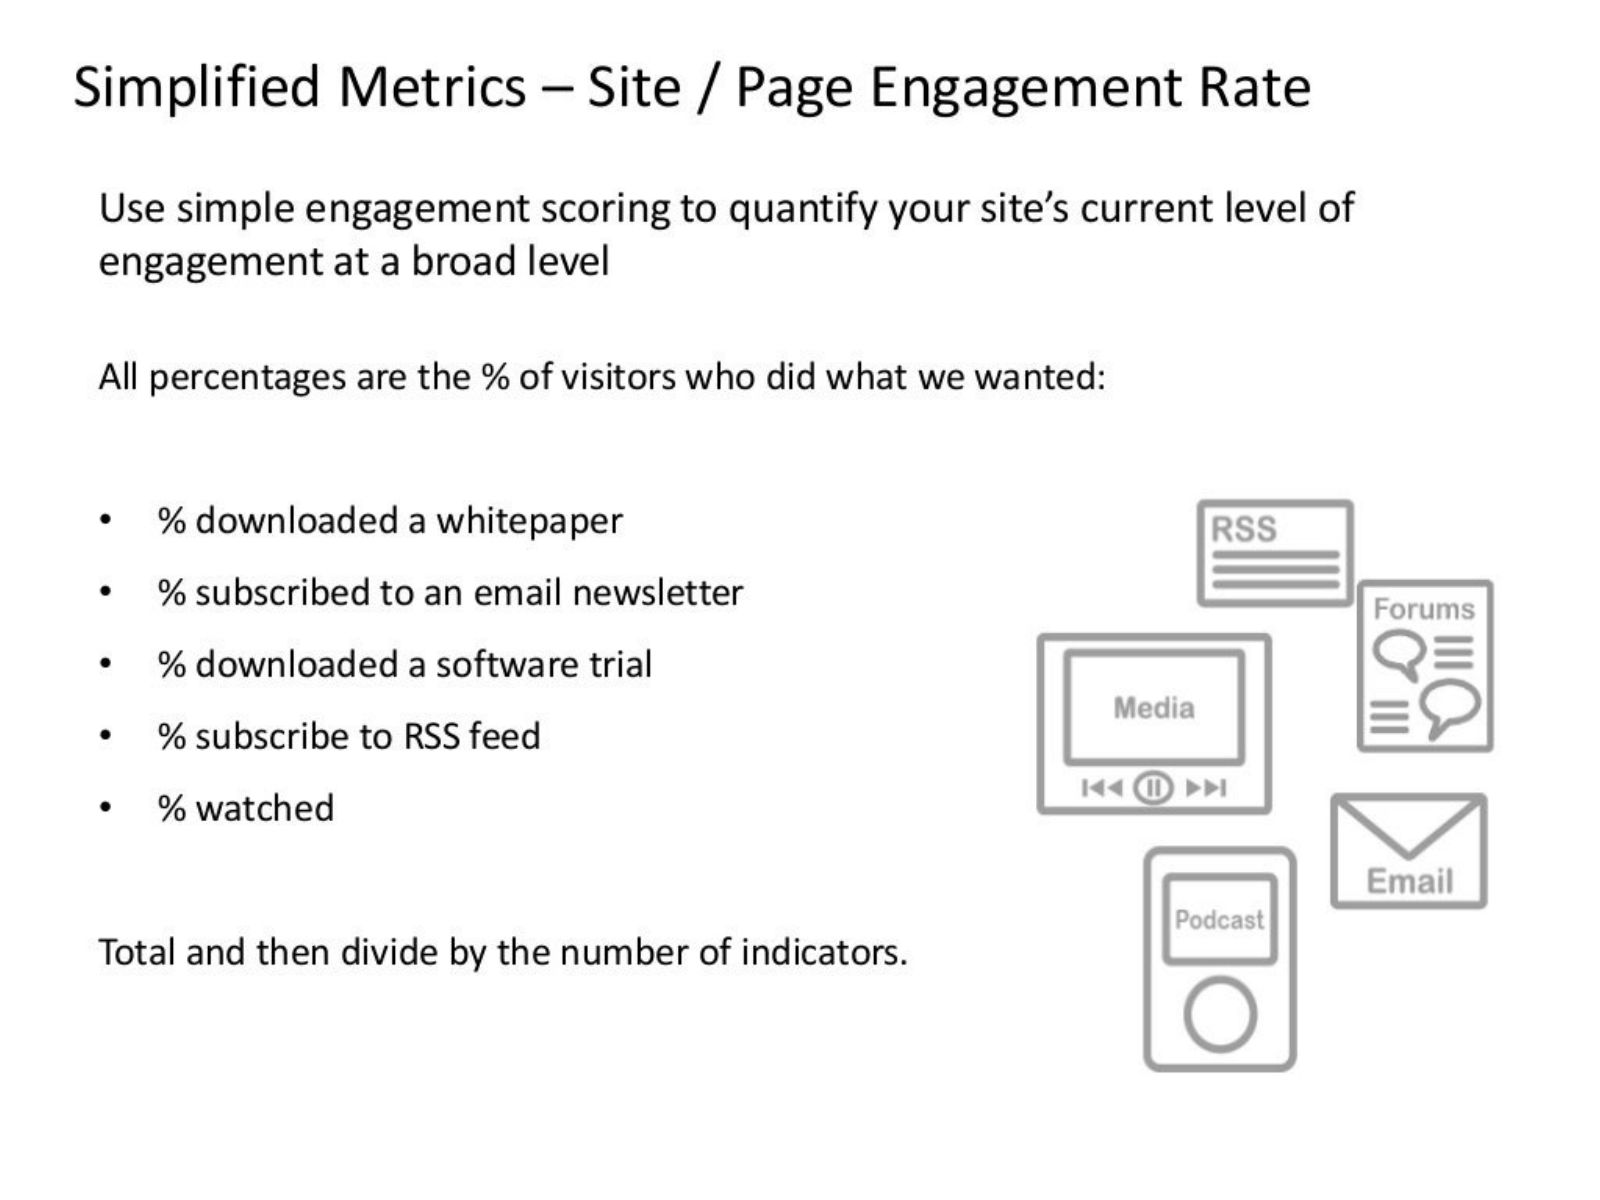 Simplified Metrics – Site / Page Engagement Rate
Use simple engagement scoring to quantify your site’s current level of
engagement at a broad level
All percentages are the % of visitors who did what we wanted:
• % downloaded a whitepaper
• % subscribed to an email newsletter
• % downloaded a software trial
• % subscribe to RSS feed
• % watched
Total and then divide by the number of indicators.
RSS
Forums
Media
Email
Podcast